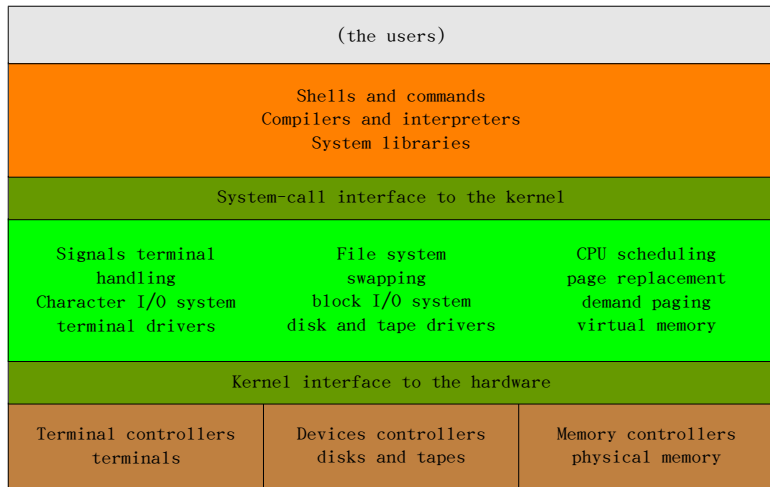 (the users)
Shells and commands
Compilers and interpreters
System libraries
System-call interface to the kernel
Signals terminal
handling
Character I/O system
terminal drivers
File system
swapping
block I/O system
disk and tape drivers
CPU scheduling
page replacement
demand paging
virtual memory
Kernel interface to the hardware
Terminal controllers
terminals
Devices controllers
disks and tapes
Memory controllers
physical memory